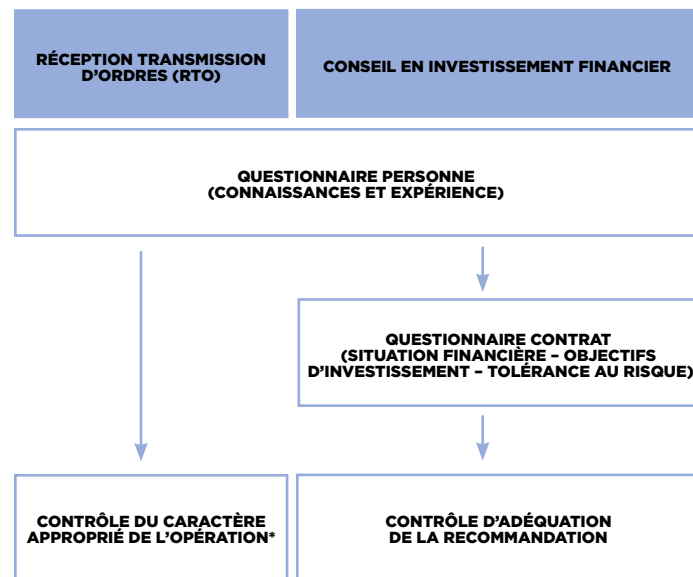 RÉCEPTION TRANSMISSION
D'ORDRES (RTO)
CONSEIL EN INVESTISSEMENT FINANCIER
QUESTIONNAIRE PERSONNE
(CONNAISSANCES ET EXPÉRIENCE)
QUESTIONNAIRE CONTRAT
(SITUATION FINANCIÈRE – OBJECTIFS
D'INVESTISSEMENT – TOLÉRANCE AU RISQUE)
CONTRÔLE DU CARACTÈRE
APPROPRIÉ DE L'OPÉRATION*
CONTRÔLE D'ADÉQUATION
DE LA RECOMMANDATION